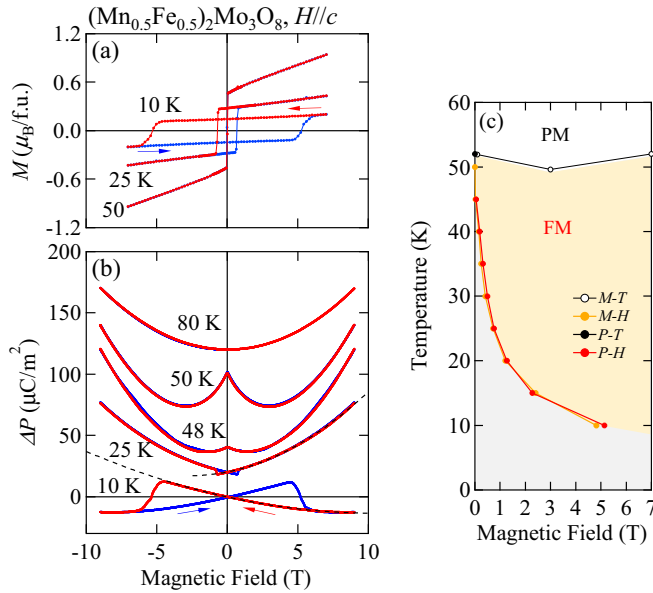 (Mn0.5Fe0.5)2Mo3O8, H//c
(a)
M (μB/f.u.)
1.2
0.6
0.0
-0.6
-1.2
10 K
25 K
50
(b)
ΔP (μC/m²)
200
150
100
50
0
80 K
50 K
48 K
25 K
10 K
-10
-5
0
5
10
Magnetic Field (T)
(c)
PM
FM
Temperature (K)
60
50
40
30
20
10
0
M-T
M-H
P-T
P-H
0 1 2 3 4 5 6 7
Magnetic Field (T)